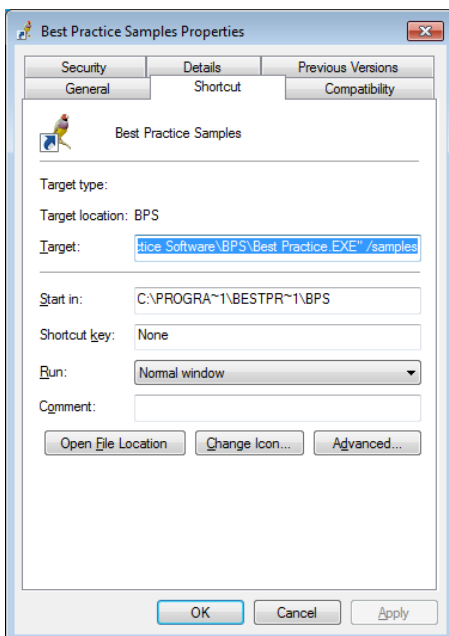 Best Practice Samples Properties
Security Details Previous Versions
General Shortcut Compatibility
Best Practice Samples
Target type:
Target location: BPS
Target: tice Software\BPS\Best Practice.EXE" /samples
Start in: C:\PROGRA~1\BESTPR~1\BPS
Shortcut key: None
Run: Normal window
Comment:
Open File Location Change Icon... Advanced...
OK Cancel Apply